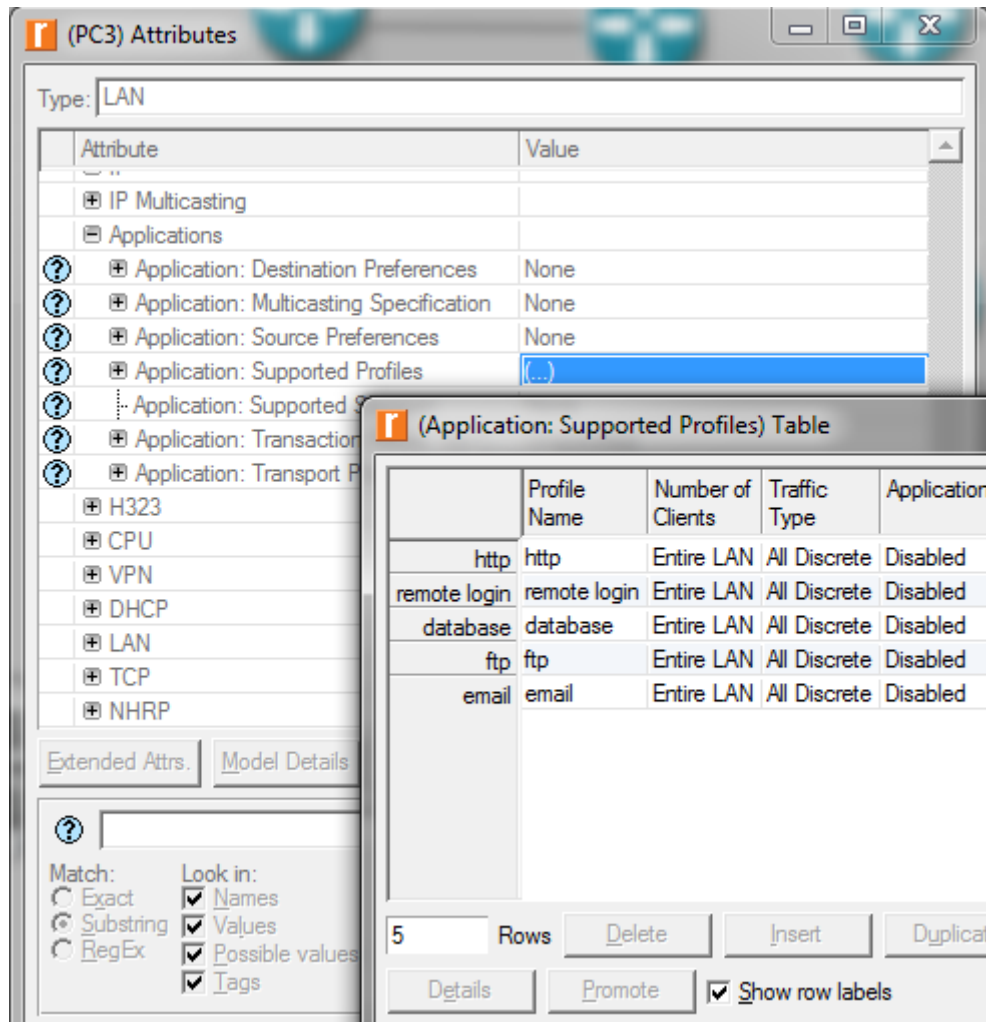 (PC3) Attributes
Type: LAN
Attribute Value
IP Multicasting
Applications
Application: Destination Preferences None
Application: Multicasting Specification None
Application: Source Preferences None
Application: Supported Profiles (...)
Application: Supported
Application: Transaction
Application: Transport P
H323
CPU
VPN
DHCP
LAN
TCP
NHRP
Extended Attrs. Model Details
Match: Look in:
Exact Names
Substring Values
RegEx Possible values
Tags
(Application: Supported Profiles) Table
Profile Name Number of Clients Traffic Type Application
http http Entire LAN All Discrete Disabled
remote login remote login Entire LAN All Discrete Disabled
database database Entire LAN All Discrete Disabled
ftp ftp Entire LAN All Discrete Disabled
email email Entire LAN All Discrete Disabled
5 Rows Delete Insert Duplicat
Details Promote Show row labels